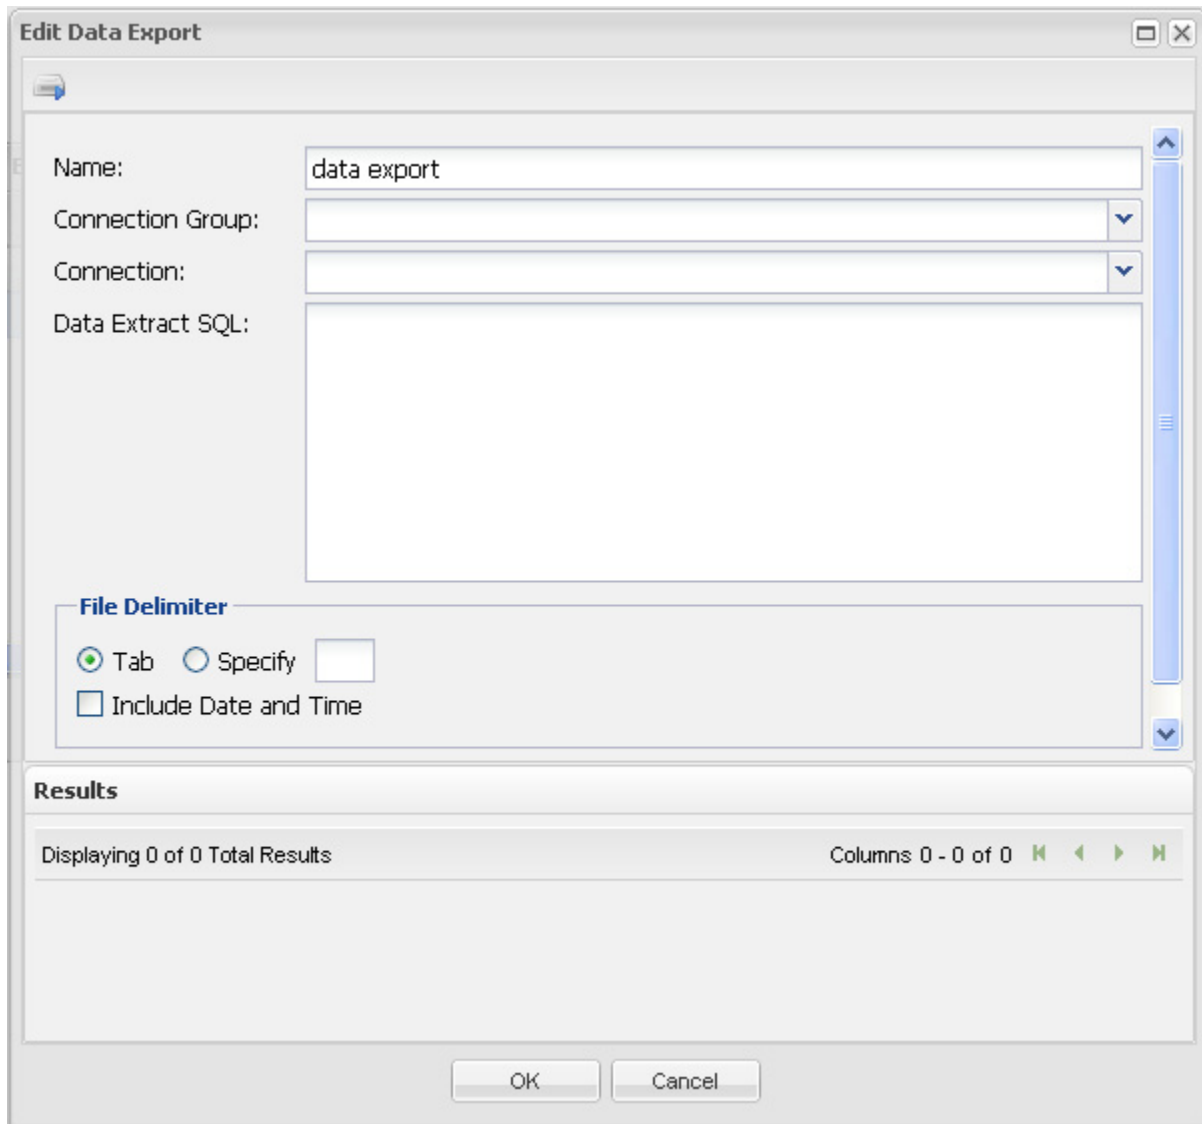 Edit Data Export
Name: data export
Connection Group:
Connection:
Data Extract SQL:
File Delimiter
Tab Specify
Include Date and Time
Results
Displaying 0 of 0 Total Results Columns 0 - 0 of 0
OK Cancel